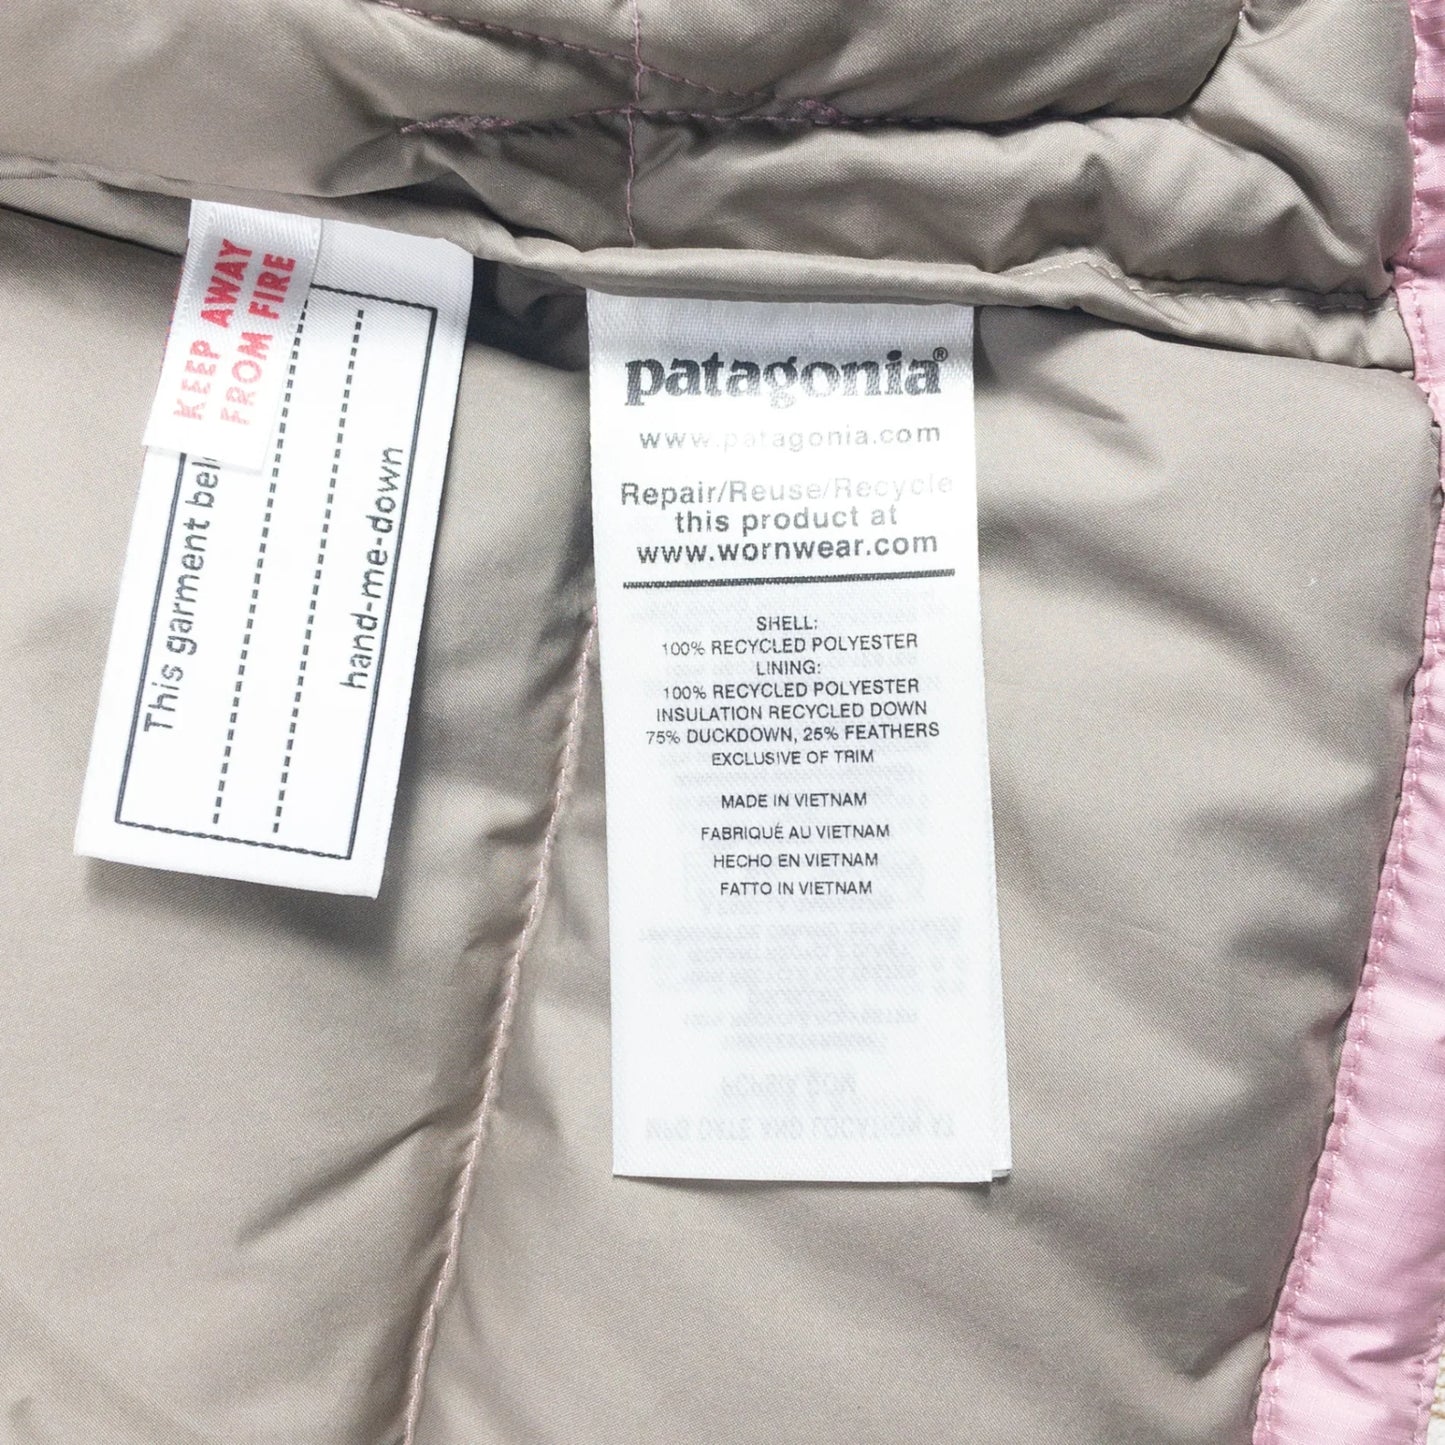 KEEP AWAY
FROM FIRE
This garment
hand-me-down
patagonia®
www.patagonia.com
Repair/Reuse/Recycle
this product at
www.wornwear.com
SHELL:
100% RECYCLED POLYESTER
LINING:
100% RECYCLED POLYESTER
INSULATION RECYCLED DOWN
75% DUCKDOWN, 25% FEATHERS
EXCLUSIVE OF TRIM
MADE IN VIETNAM
FABRIQUÉ AU VIETNAM
HECHO EN VIETNAM
FATTO IN VIETNAM